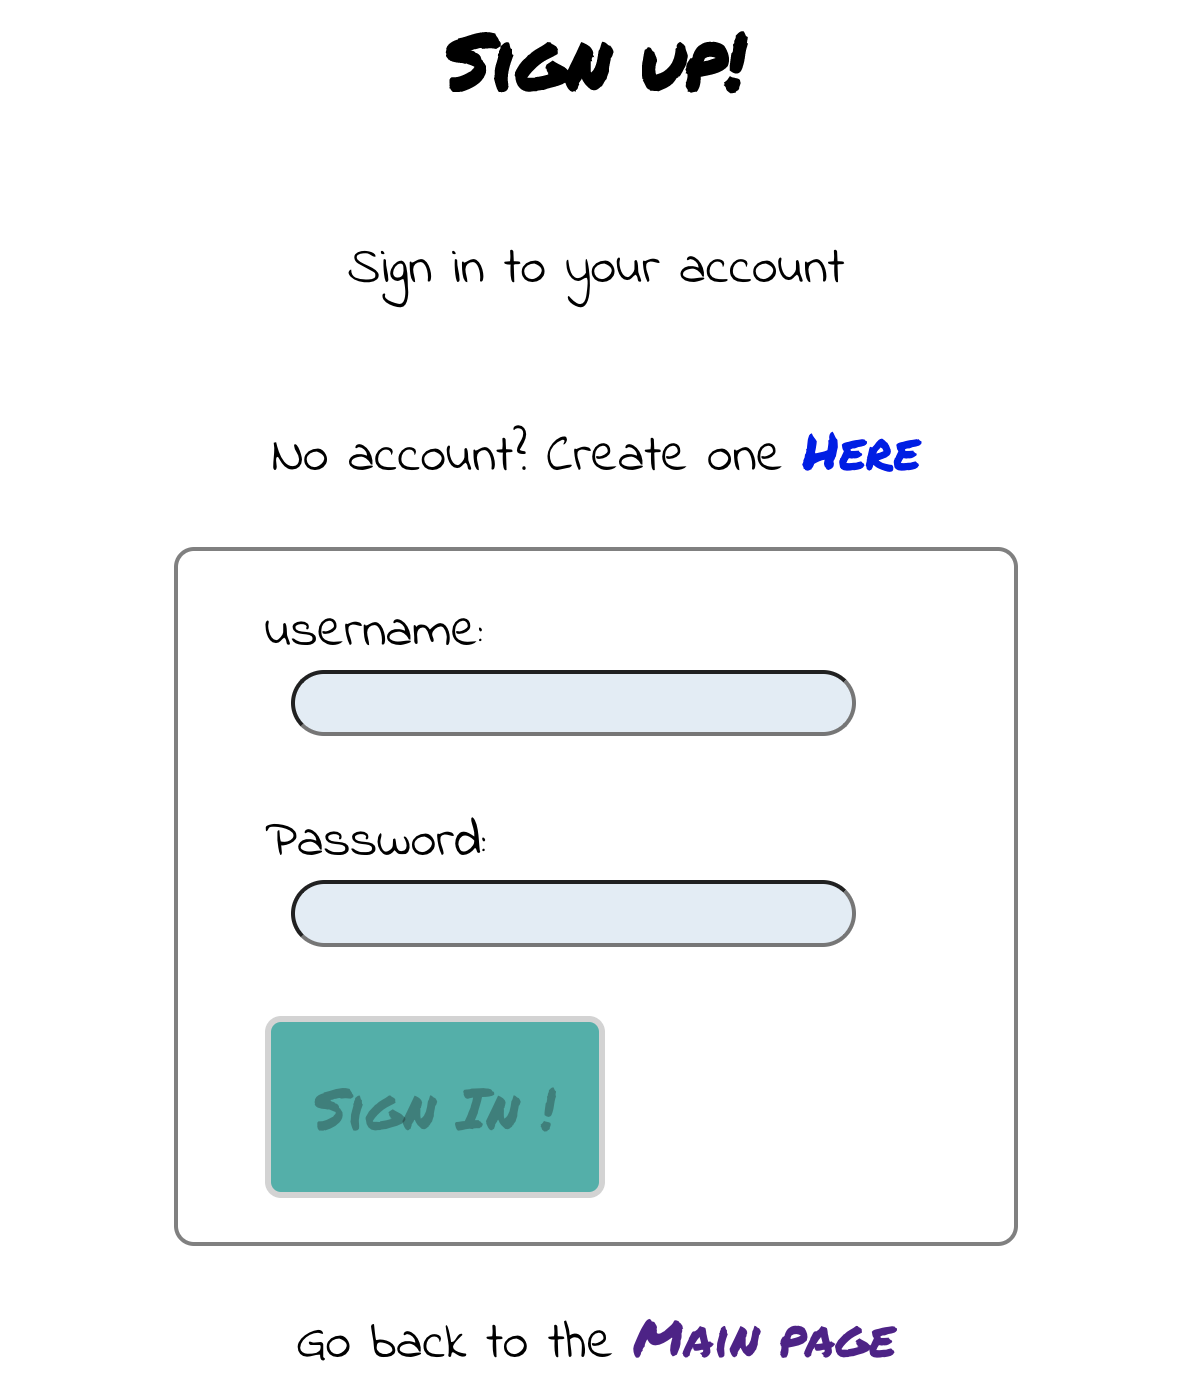 Sign up!
Sign in to your account
No account? Create one Here
username:
Password:
Sign In !
Go back to the Main page